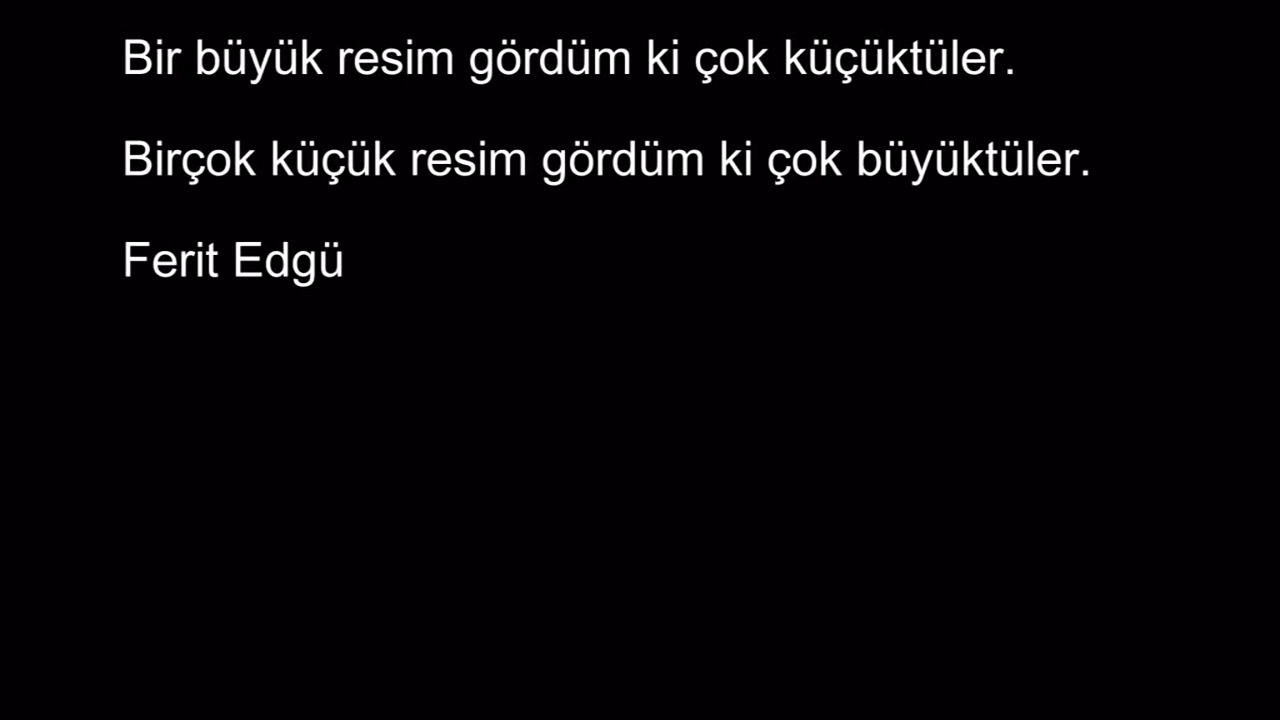 Bir büyük resim gördüm ki çok küçüktüler.
Birçok küçük resim gördüm ki çok büyüktüler.
Ferit Edgü